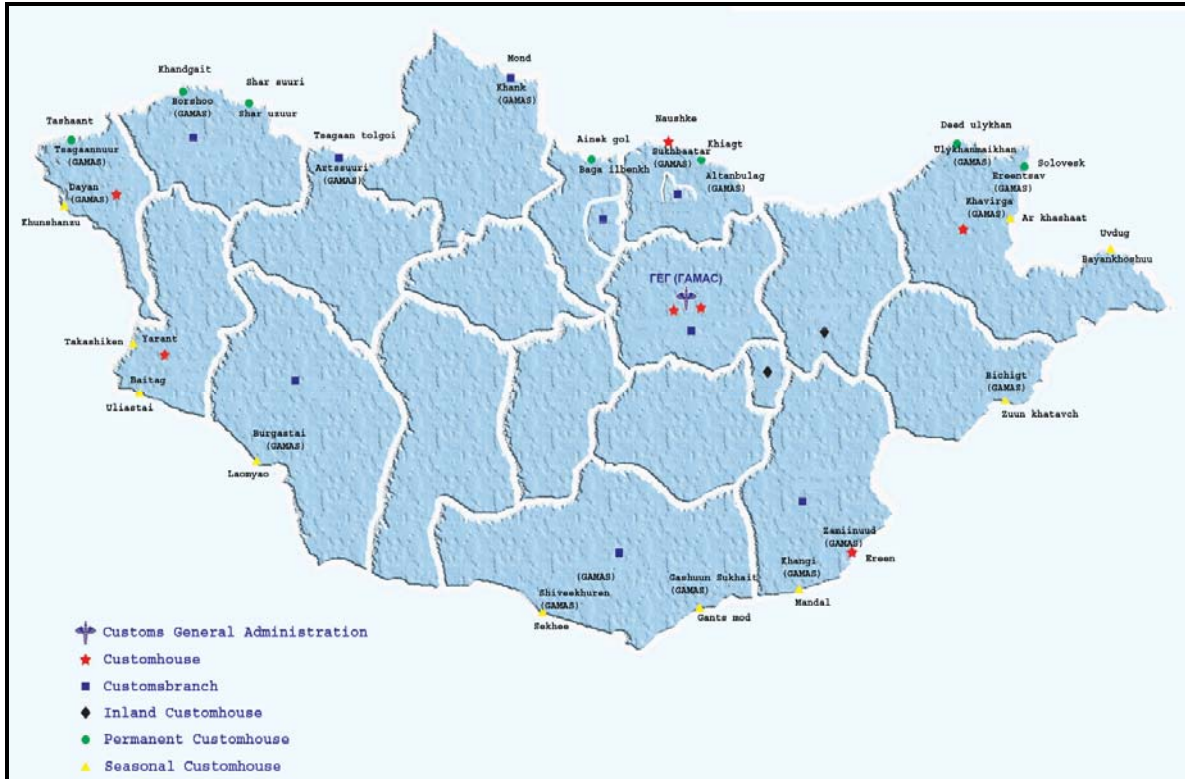 Mond
Khank
(GAMAS)
Khandgait
Borshoo
(GAMAS)
Shar suuri
Shar uzuur
Tashaant
Tsagaannuur
(GAMAS)
Dayan
(GAMAS)
Khunshanzu
Tsagaan tolgoi
Artssuuri
(GAMAS)
Ainek gol
Baga ilbenkh
Naushke
Sukhbaatar
(GAMAS)
Khiagt
Altanbulag
(GAMAS)
Deed ulykhan
Ulykhanmaikhan
(GAMAS)
Solovesk
Ereentsav
(GAMAS)
Khavirga
(GAMAS)
Ar khashaat
Uvdug
Bayankhoshuu
ГЕГ (ГАМАС)
Takashiken
Yarant
Baitag
Uliastai
Burgastai
(GAMAS)
Laomyao
Bichigt
(GAMAS)
Zuun khatavch
Zamiinuud
(GAMAS)
Ereen
Khangi
(GAMAS)
Mandal
Gashuun Sukhait
(GAMAS)
Gants mod
(GAMAS)
Shiveekhuren
(GAMAS)
Sekhee
Customs General Administration
Customhouse
Customsbranch
Inland Customhouse
Permanent Customhouse
Seasonal Customhouse